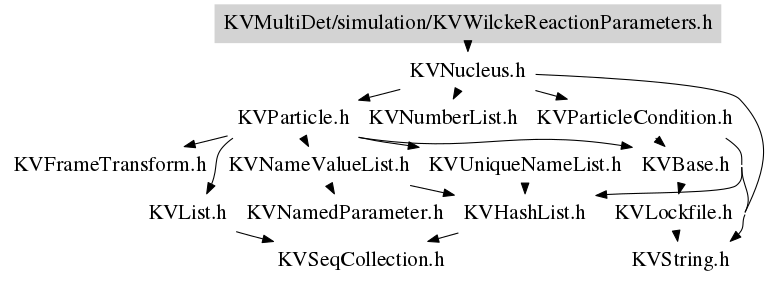 KVMultiDet/simulation/KVWilckeReactionParameters.h
KVNucleus.h
KVParticle.h KVNumberList.h KVParticleCondition.h
KVFrameTransform.h KVNameValueList.h KVUniqueNameList.h KVBase.h
KVList.h KVNamedParameter.h KVHashList.h KVLockfile.h
KVSeqCollection.h KVString.h